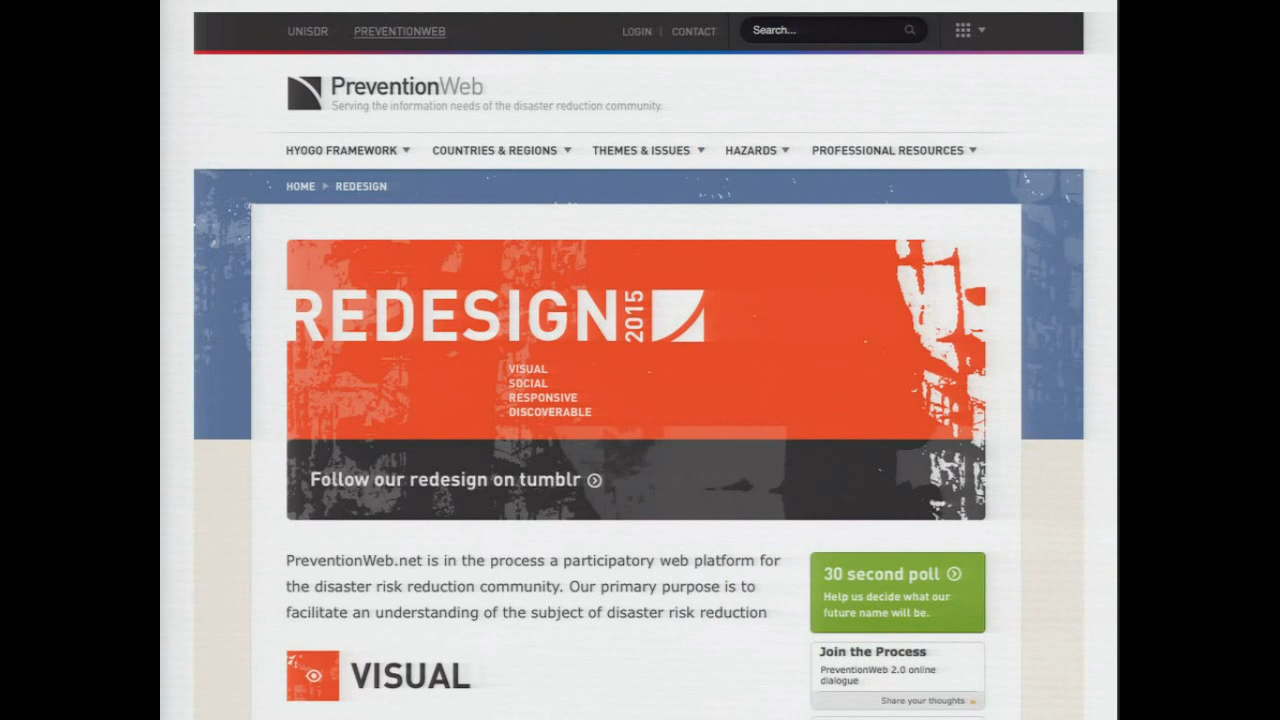 UNISDR PREVENTIONWEB LOGIN | CONTACT Search...
PreventionWeb
Serving the information needs of the disaster reduction community.
HYOGO FRAMEWORK COUNTRIES & REGIONS THEMES & ISSUES HAZARDS PROFESSIONAL RESOURCES
HOME REDESIGN
REDESIGN 2015
VISUAL
SOCIAL
RESPONSIVE
DISCOVERABLE
Follow our redesign on tumblr
PreventionWeb.net is in the process a participatory web platform for
the disaster risk reduction community. Our primary purpose is to
facilitate an understanding of the subject of disaster risk reduction
VISUAL
30 second poll
Help us decide what our
future name will be.
Join the Process
PreventionWeb 2.0 online
dialogue
Share your thoughts